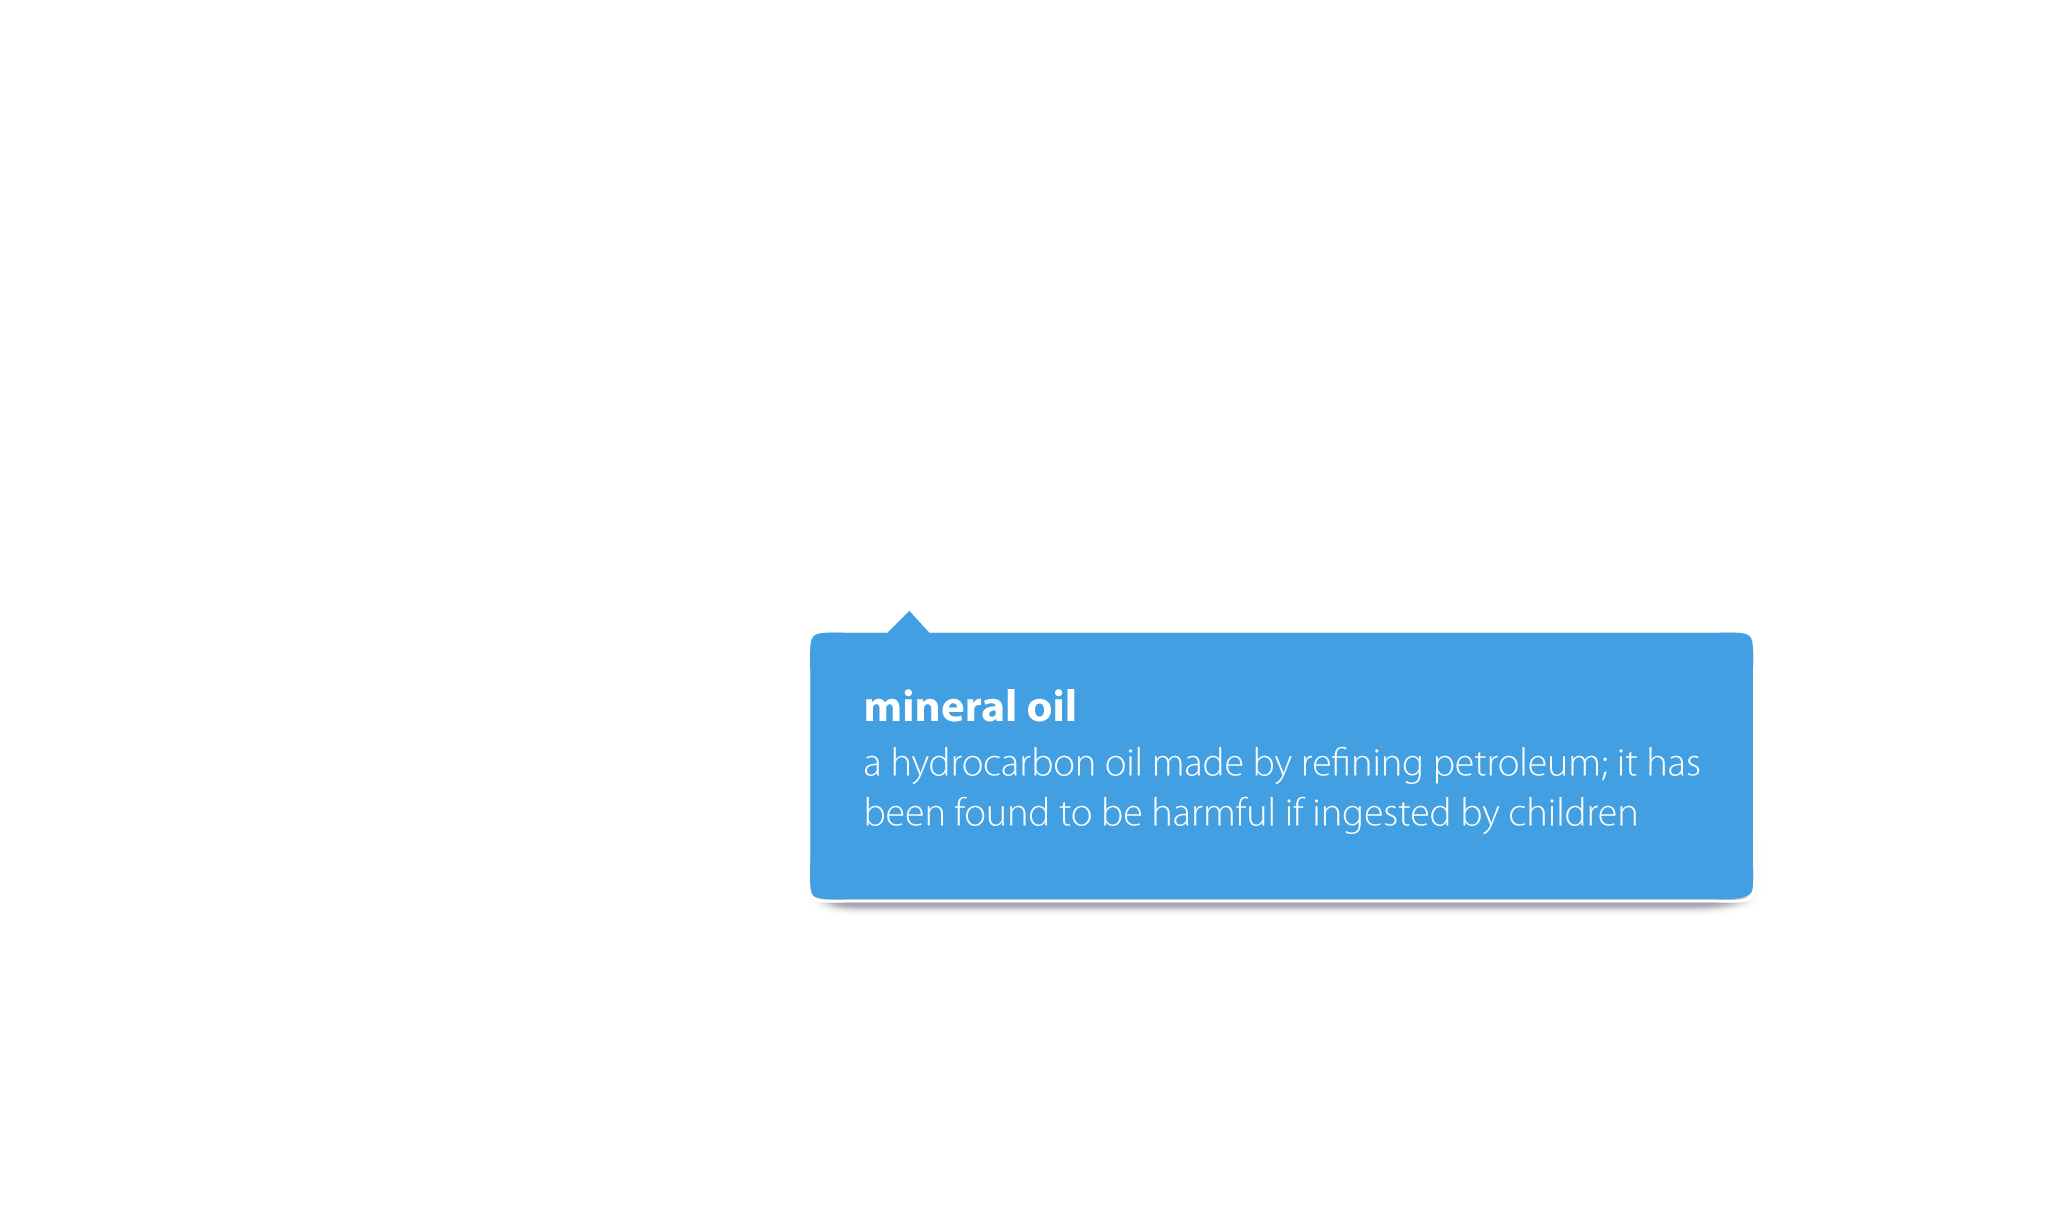 mineral oil
a hydrocarbon oil made by refining petroleum; it has
been found to be harmful if ingested by children